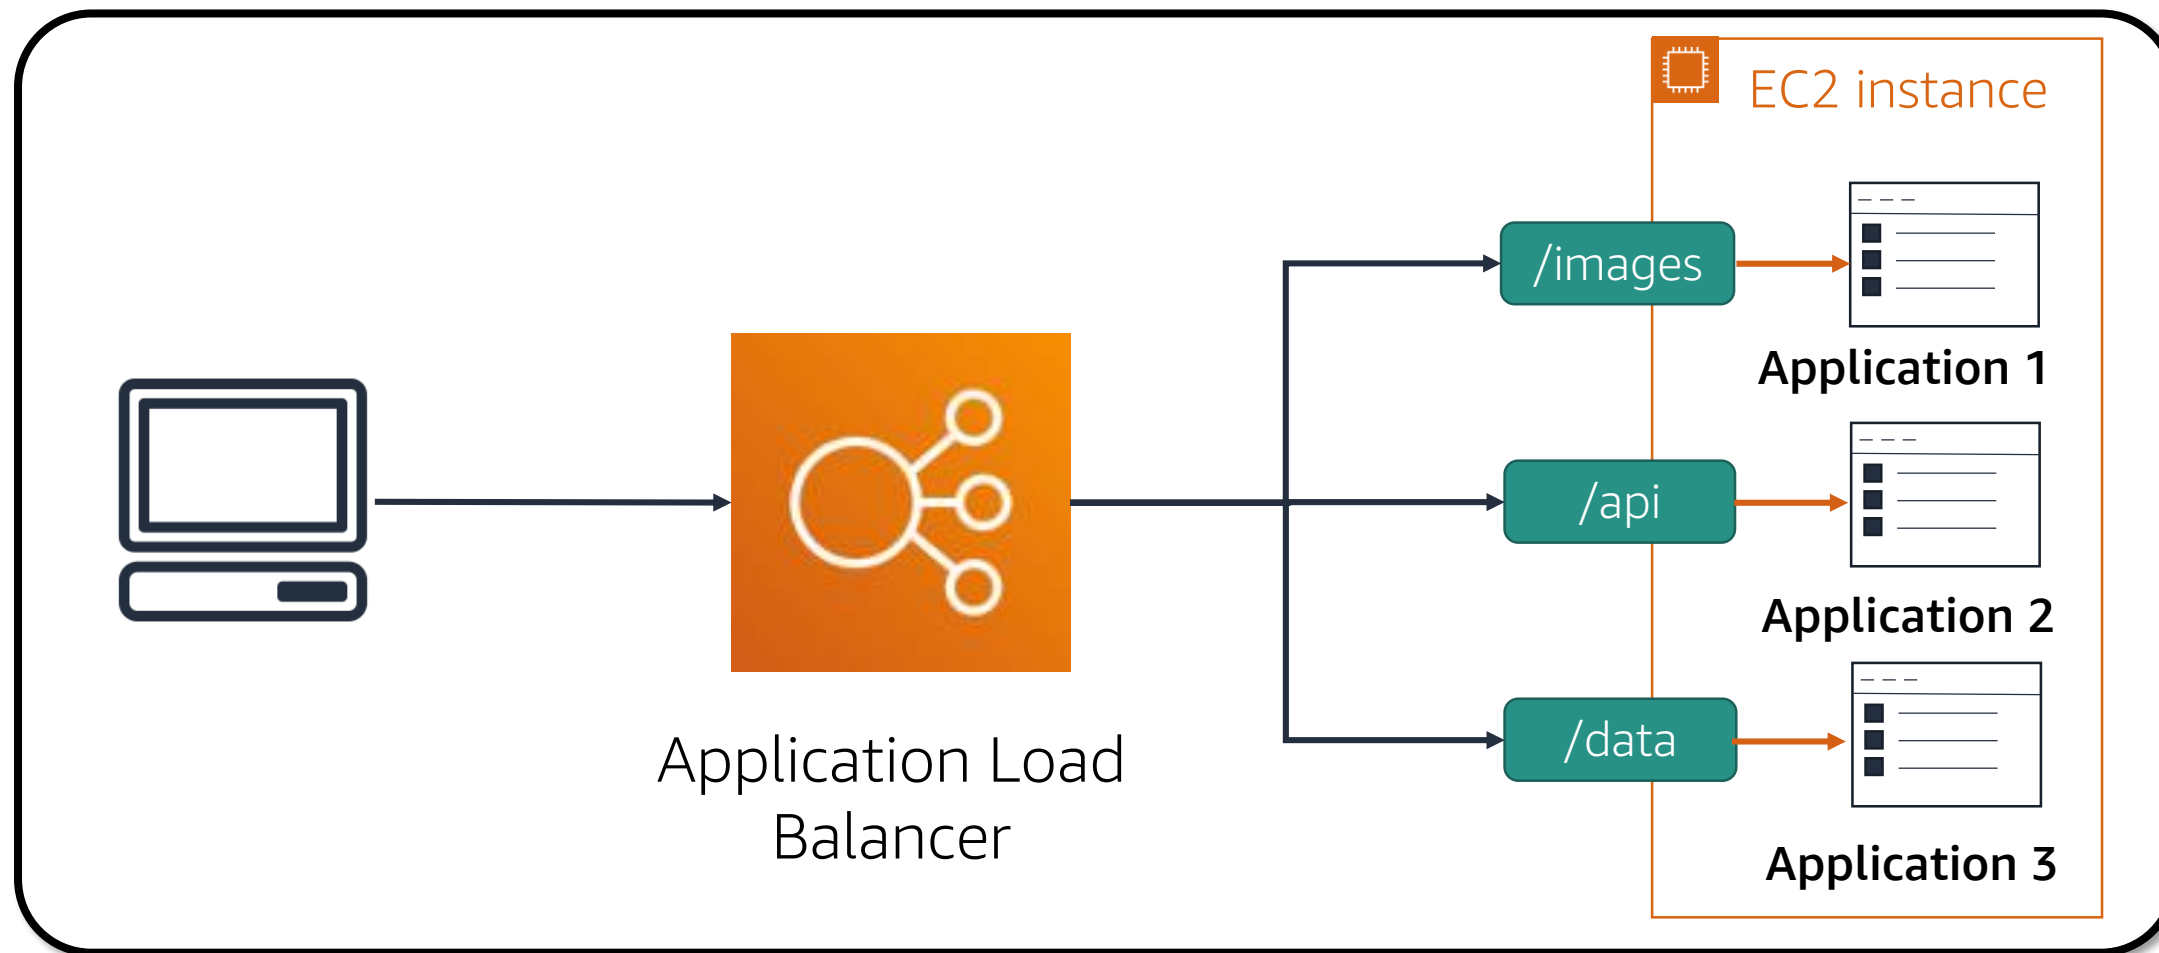 EC2 instance
/images
Application 1
/api
Application 2
/data
Application 3
Application Load
Balancer